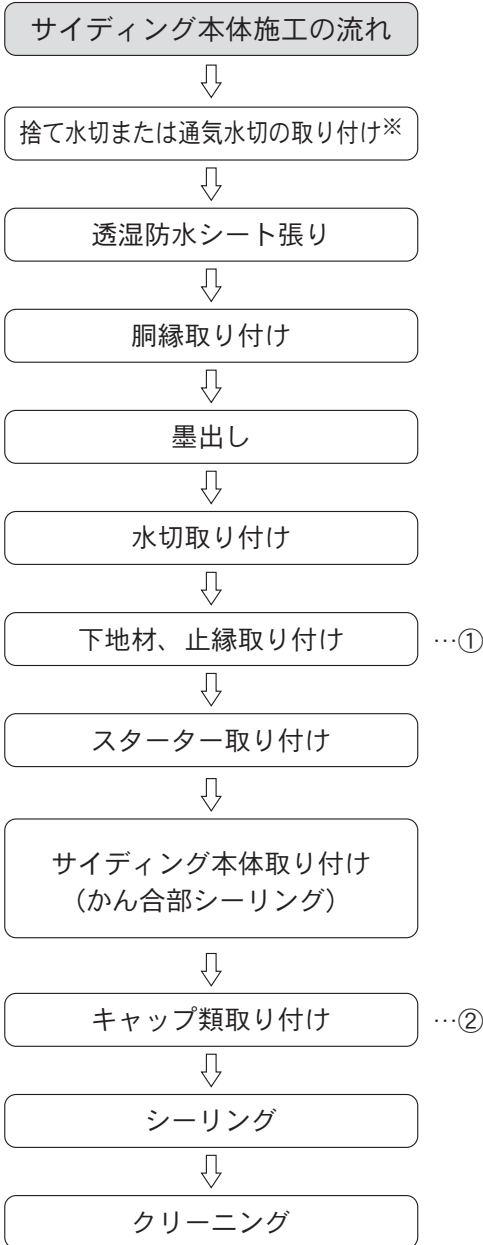 サイディング本体施工の流れ
捨て水切または通気水切の取り付け※
透湿防水シート張り
胴縁取り付け
墨出し
水切取り付け
下地材、止縁取り付け …①
スターター取り付け
サイディング本体取り付け
（かん合部シーリング）
キャップ類取り付け …②
シーリング
クリーニング